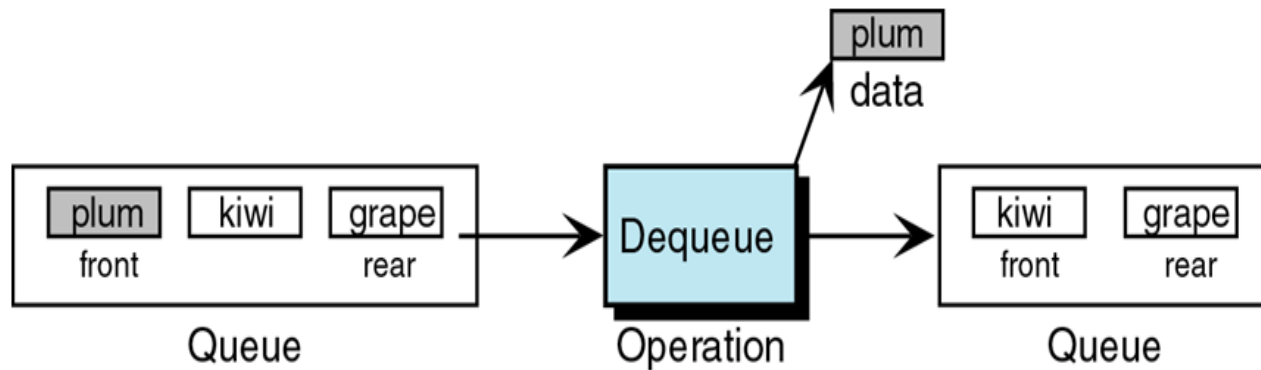 plum
data
plum kiwi grape
front rear
Queue
Dequeue
Operation
kiwi grape
front rear
Queue